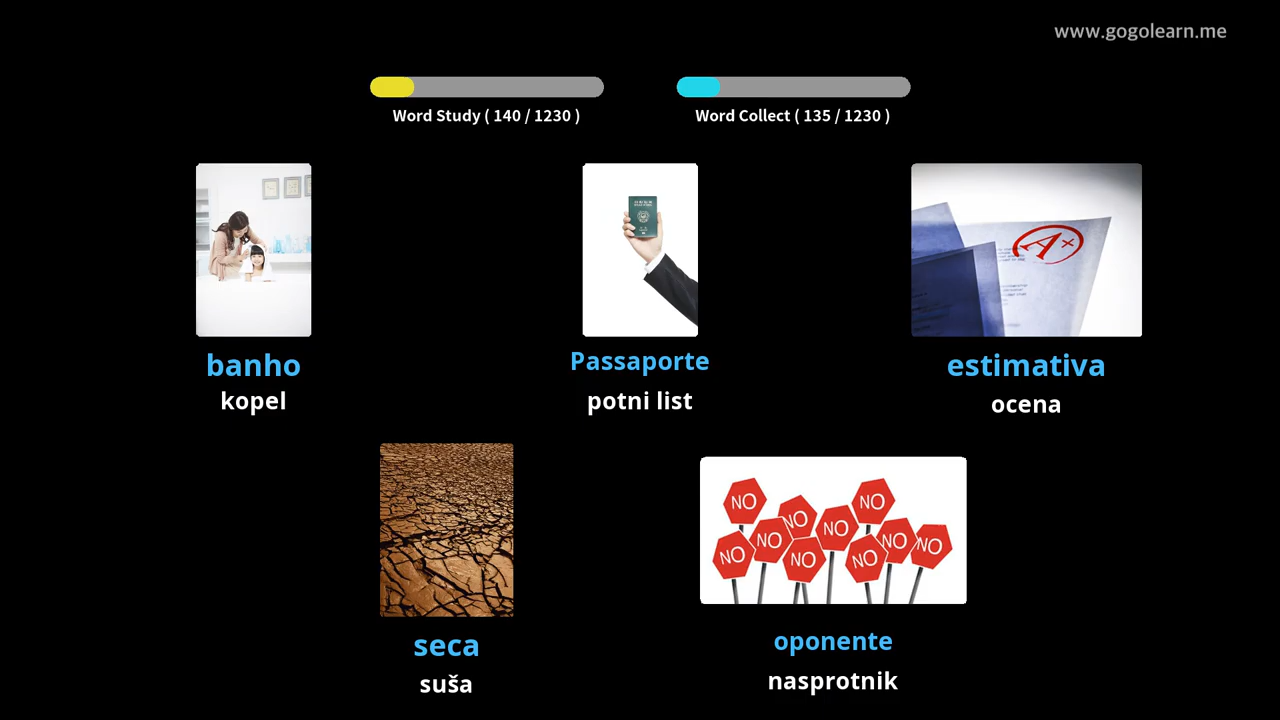 www.gogolearn.me
Word Study ( 140 / 1230 )
Word Collect ( 135 / 1230 )
A+
banho
kopel
Passaporte
potni list
estimativa
ocena
NO
NO
NO
NO
NO
NO
NO
NO
NO
NO
seca
suša
oponente
nasprotnik